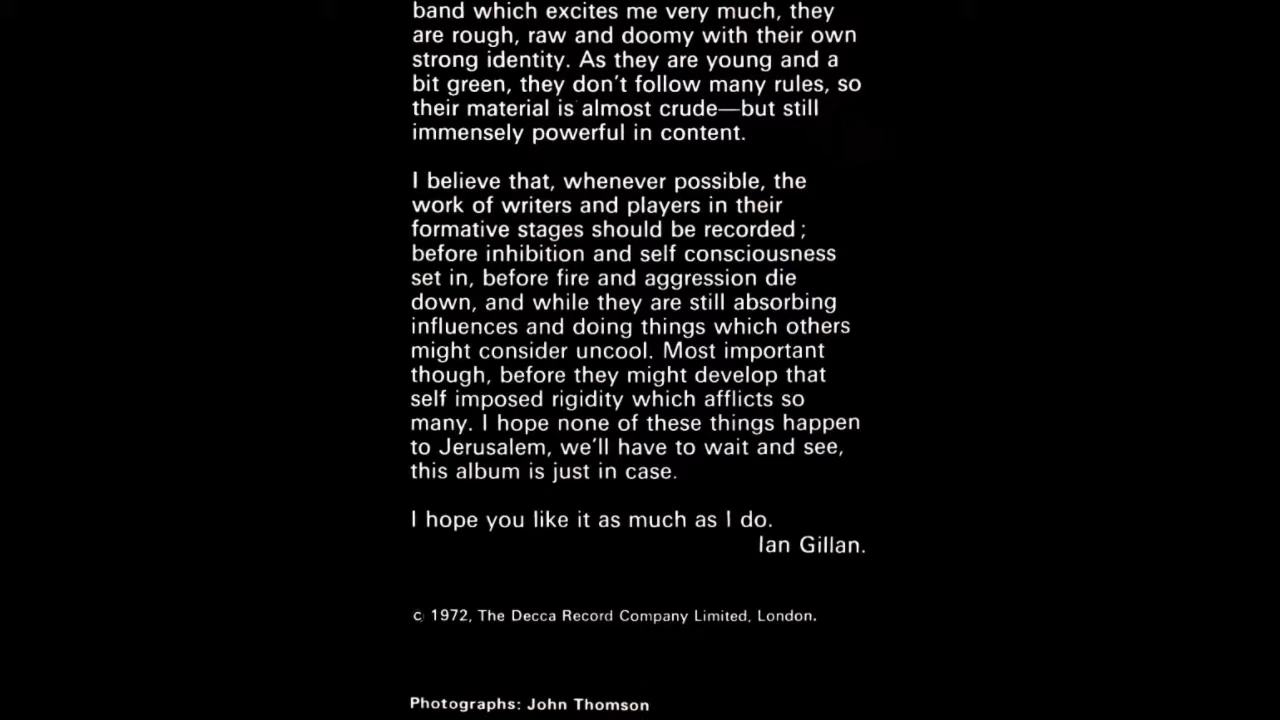 band which excites me very much, they
are rough, raw and doomy with their own
strong identity. As they are young and a
bit green, they don't follow many rules, so
their material is almost crude—but still
immensely powerful in content.
I believe that, whenever possible, the
work of writers and players in their
formative stages should be recorded ;
before inhibition and self consciousness
set in, before fire and aggression die
down, and while they are still absorbing
influences and doing things which others
might consider uncool. Most important
though, before they might develop that
self imposed rigidity which afflicts so
many. I hope none of these things happen
to Jerusalem, we'll have to wait and see,
this album is just in case.
I hope you like it as much as I do.
Ian Gillan.
© 1972, The Decca Record Company Limited, London.
Photographs: John Thomson